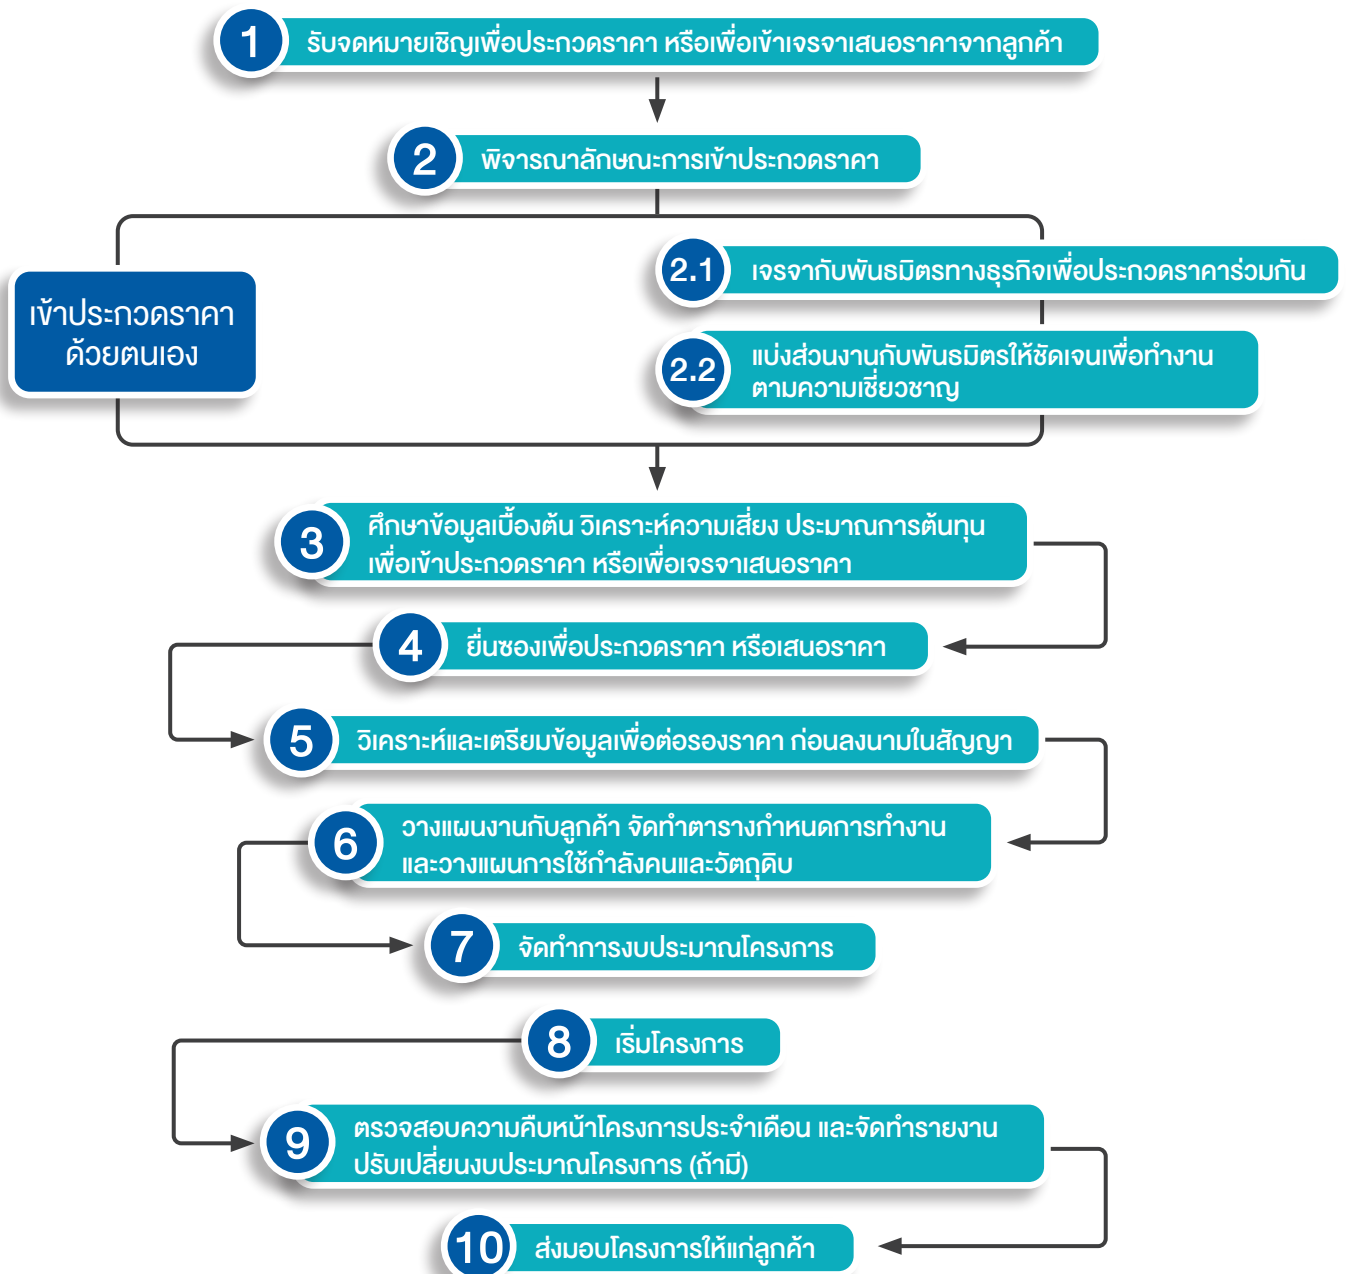 1
รับจดหมายเชิญเพื่อประกวดราคา หรือเพื่อเข้าเจรจาเสนอราคาจากลูกค้า
2
พิจารณาลักษณะการเข้าประกวดราคา
เข้าประกวดราคา
ด้วยตนเอง
2.1
เจรจากับพันธมิตรทางธุรกิจเพื่อประกวดราคาร่วมกัน
2.2
แบ่งส่วนงานกับพันธมิตรให้ชัดเจนเพื่อทำงาน
ตามความเชี่ยวชาญ
3
ศึกษาข้อมูลเบื้องต้น วิเคราะห์ความเสี่ยง ประมาณการต้นทุน
เพื่อเข้าประกวดราคา หรือเพื่อเจรจาเสนอราคา
4
ยื่นซองเพื่อประกวดราคา หรือเสนอราคา
5
วิเคราะห์และเตรียมข้อมูลเพื่อต่อรองราคา ก่อนลงนามในสัญญา
6
วางแผนงานกับลูกค้า จัดทำตารางกำหนดการทำงาน
และวางแผนการใช้กำลังคนและวัตถุดิบ
7
จัดทำการงบประมาณโครงการ
8
เริ่มโครงการ
9
ตรวจสอบความคืบหน้าโครงการประจำเดือน และจัดทำรายงาน
ปรับเปลี่ยนงบประมาณโครงการ (ถ้ามี)
10
ส่งมอบโครงการให้แก่ลูกค้า